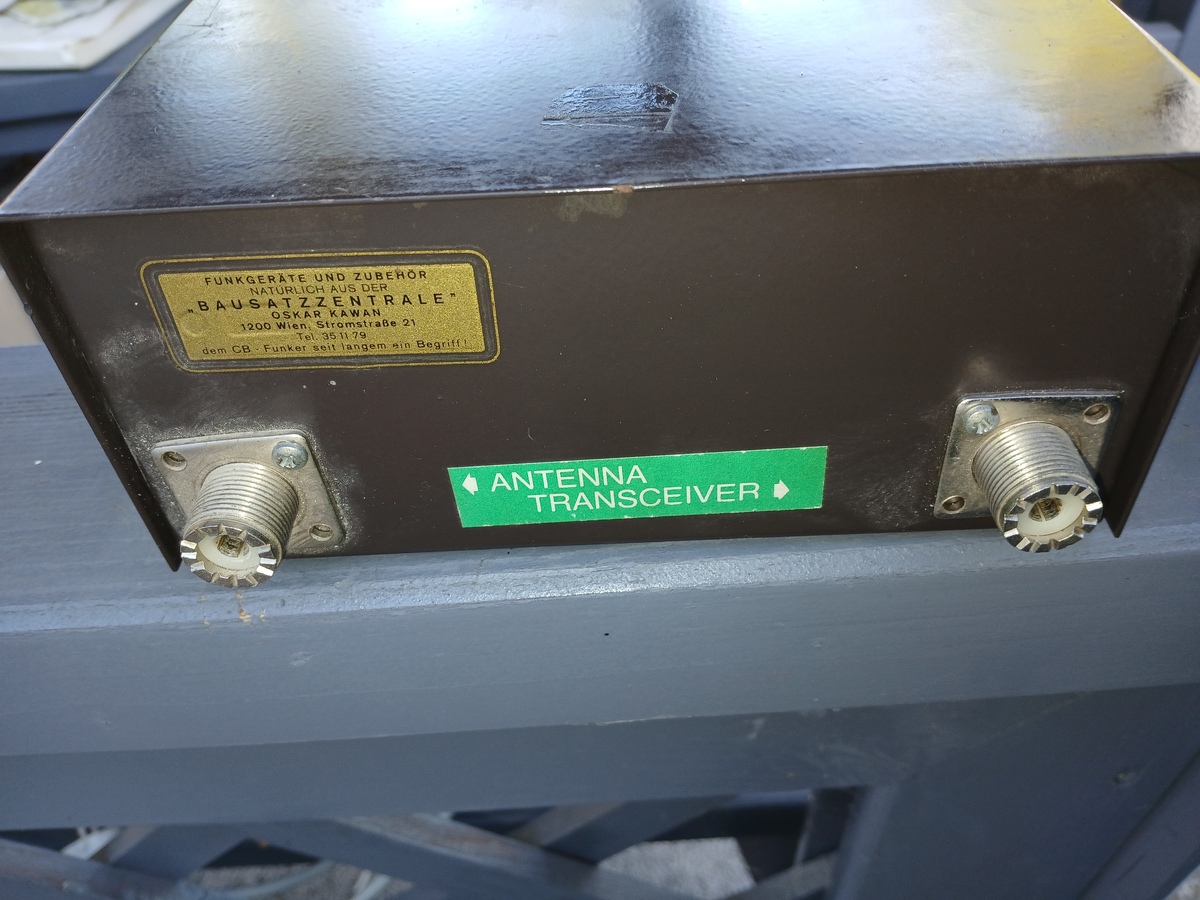 FUNKGERÄTE UND ZUBEHÖR
NATÜRLICH AUS DER
„BAUSATZZENTRALE"
OSKAR KAWAN
1200 Wien, Stromstraße 21
Tel. 35 11 79
dem CB - Funker seit langem ein Begriff!
ANTENNA
TRANSCEIVER